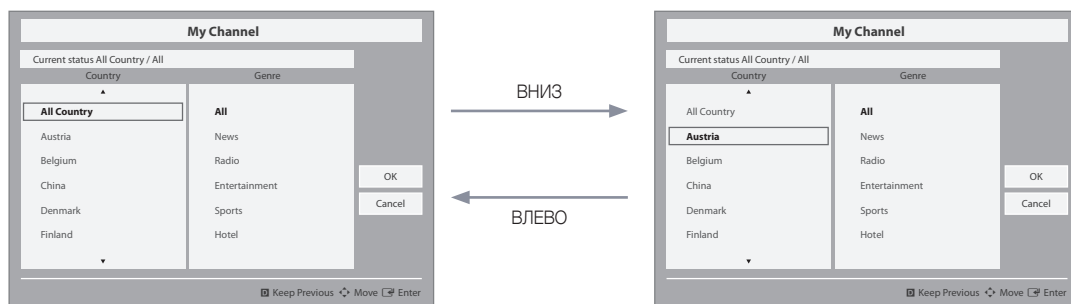 My Channel
Current status All Country / All
Country Genre
All Country All
Austria News
Belgium Radio
China Entertainment
Denmark Sports
Finland Hotel
OK
Cancel
D Keep Previous Move Enter
ВНИЗ
ВЛЕВО
My Channel
Current status All Country / All
Country Genre
All Country All
Austria News
Belgium Radio
China Entertainment
Denmark Sports
Finland Hotel
OK
Cancel
D Keep Previous Move Enter